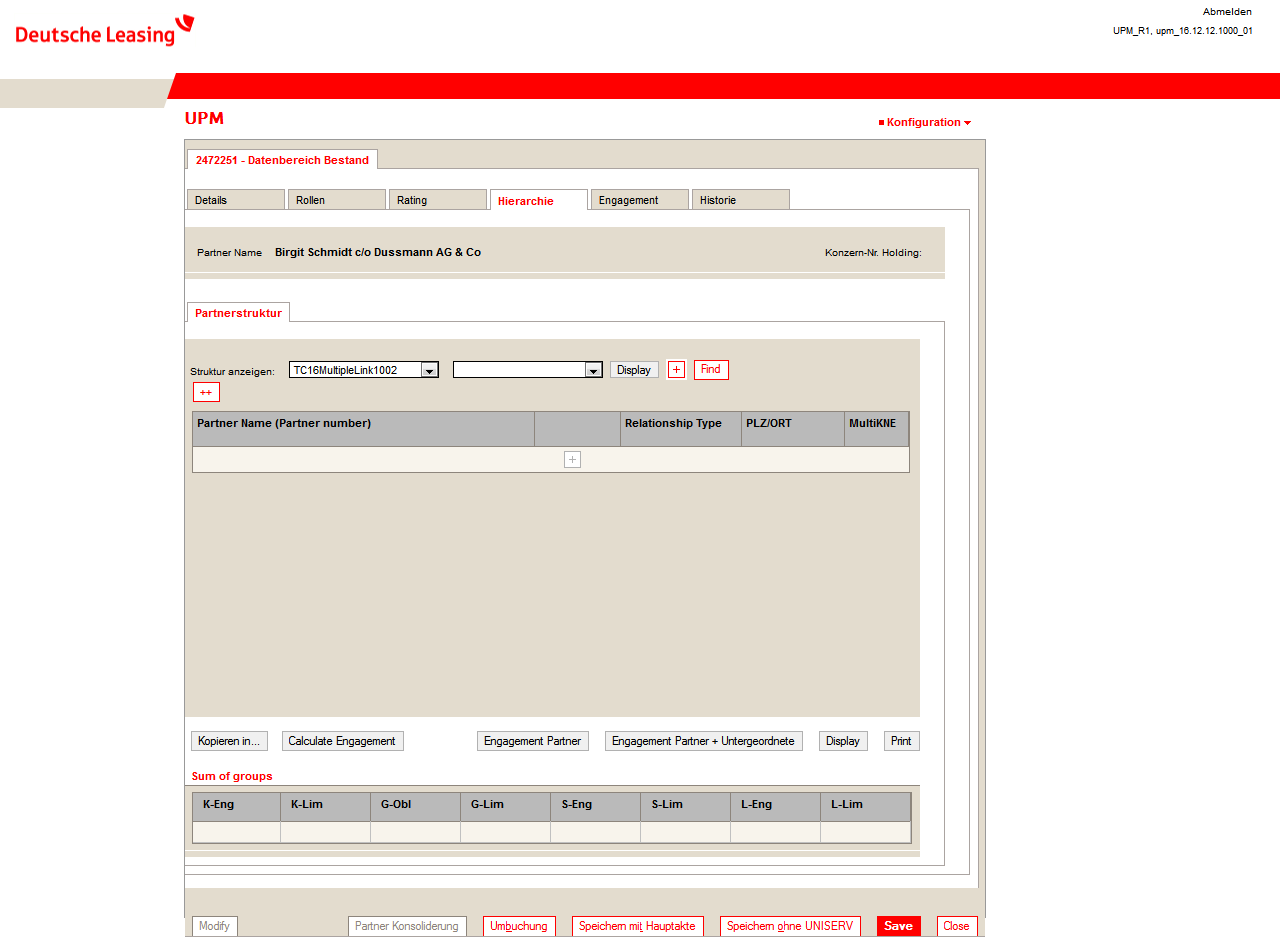 Deutsche Leasing
Abmelden
UPM_R1, upm_16.12.12.1000_01
UPM
Konfiguration
2472251 - Datenbereich Bestand
Details Rollen Rating Hierarchie Engagement Historie
Partner Name Birgit Schmidt c/o Dussmann AG & Co Konzern-Nr. Holding:
Partnerstruktur
Struktur anzeigen: TC16MultipleLink1002 Display + Find
++
Partner Name (Partner number) Relationship Type PLZ/ORT MultiKNE
+
Kopieren in... Calculate Engagement Engagement Partner Engagement Partner + Untergeordnete Display Print
Sum of groups
K-Eng K-Lim G-Obl G-Lim S-Eng S-Lim L-Eng L-Lim
Modify Partner Konsolidierung Umbuchung Speichern mit Hauptakte Speichern ohne UNISERV Save Close